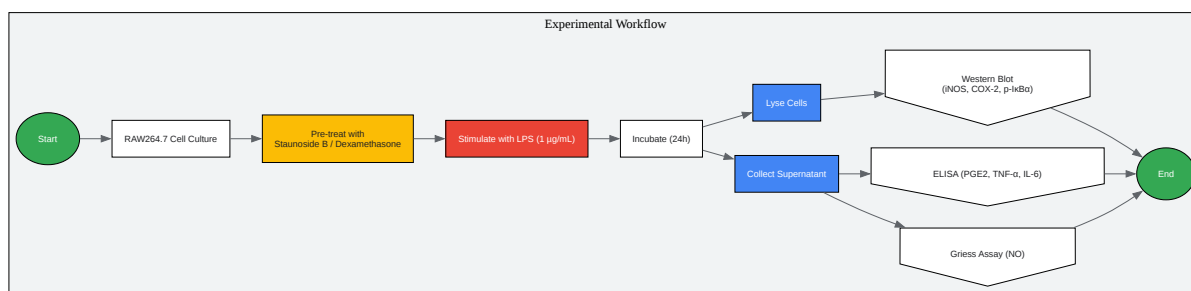 Experimental Workflow
Start
RAW264.7 Cell Culture
Pre-treat with
Staunoside B / Dexamethasone
Stimulate with LPS (1 µg/mL)
Incubate (24h)
Lyse Cells
Collect Supernatant
Western Blot
(iNOS, COX-2, p-IκBα)
ELISA (PGE2, TNF-α, IL-6)
Griess Assay (NO)
End